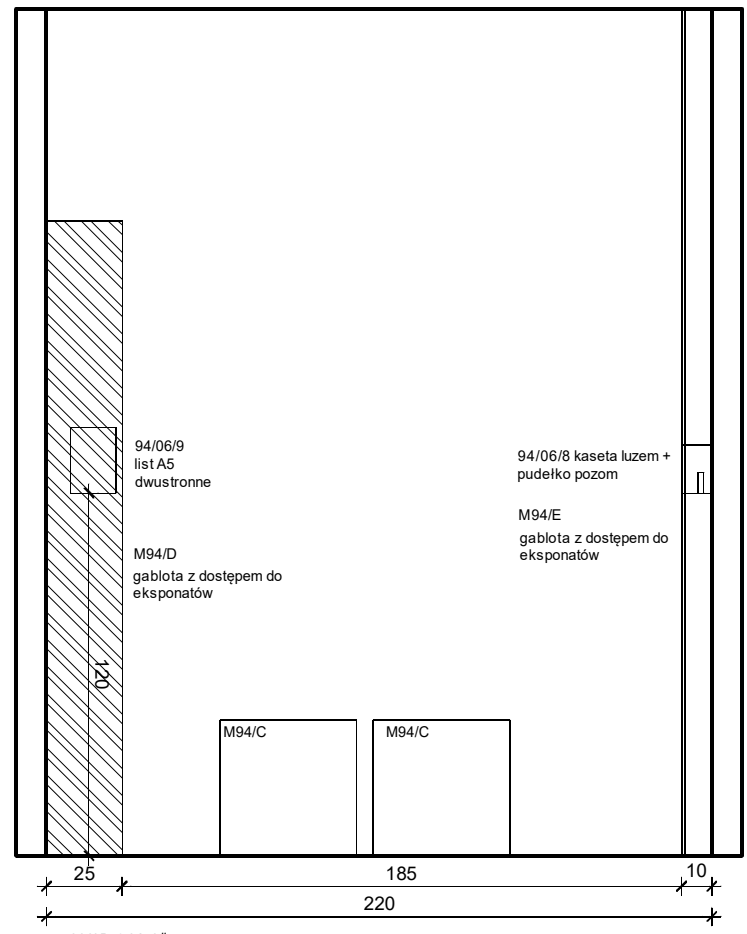 94/06/9
list A5
dwustronne
94/06/8 kaseta luzem +
pudełko pozom
M94/E
gablota z dostępem do
eksponatów
M94/D
gablota z dostępem do
eksponatów
120
M94/C
M94/C
25
185
10
220